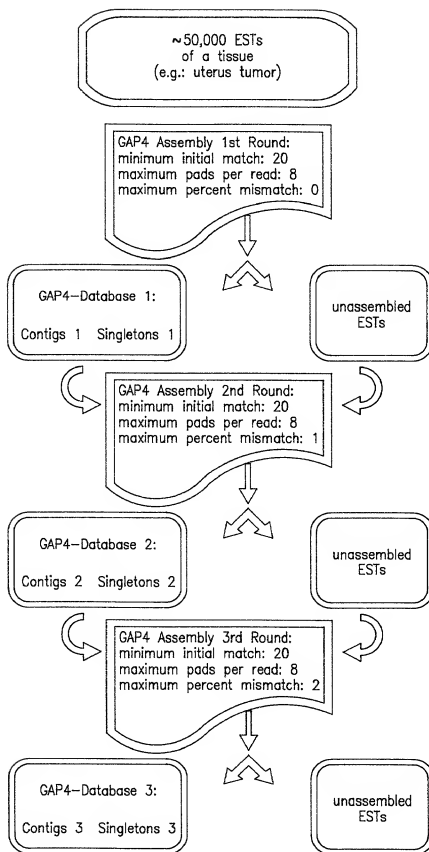 ~50,000 ESTs
of a tissue
(e.g.: uterus tumor)
GAP4 Assembly 1st Round:
minimum initial match: 20
maximum pads per read: 8
maximum percent mismatch: 0
GAP4-Database 1:
Contigs 1 Singletons 1
unassembled
ESTs
GAP4 Assembly 2nd Round:
minimum initial match: 20
maximum pads per read: 8
maximum percent mismatch: 1
GAP4-Database 2:
Contigs 2 Singletons 2
unassembled
ESTs
GAP4 Assembly 3rd Round:
minimum initial match: 20
maximum pads per read: 8
maximum percent mismatch: 2
GAP4-Database 3:
Contigs 3 Singletons 3
unassembled
ESTs